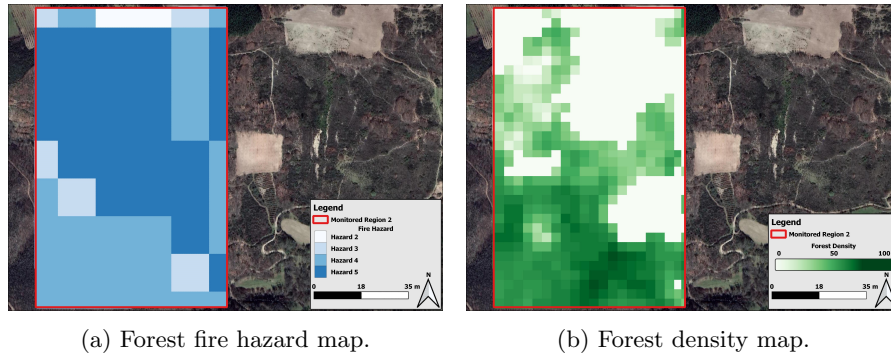 Legend
Monitored Region 2
Fire Hazard
Hazard 2
Hazard 3
Hazard 4
Hazard 5
N
0 18 35 m
Legend
Monitored Region 2
Forest Density
0 50 100
N
0 18 35 m
(a) Forest fire hazard map.
(b) Forest density map.